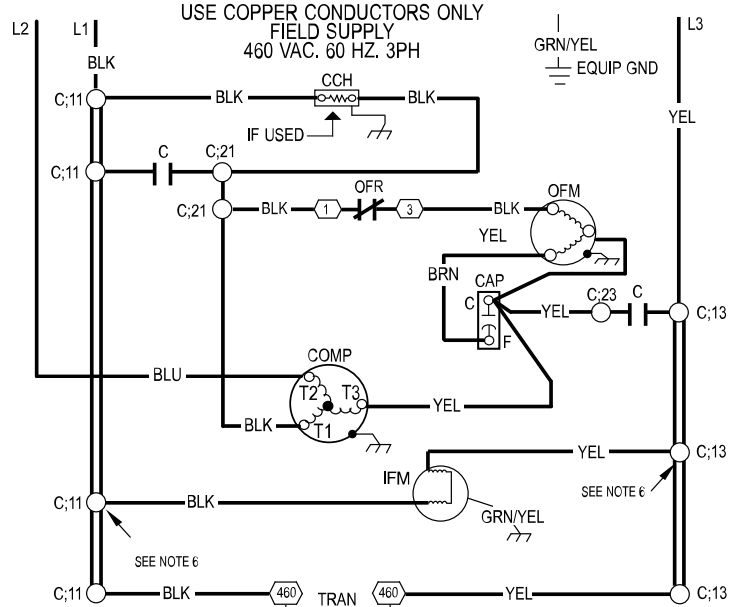 USE COPPER CONDUCTORS ONLY
FIELD SUPPLY
460 VAC. 60 HZ. 3PH
L2
L1
L3
BLK
GRN/YEL
EQUIP GND
CCH
C;11
BLK
BLK
IF USED
YEL
C;11
C
C;21
OFR
OFM
C;21
BLK
1
3
BLK
YEL
BRN
CAP
C
YEL
C;23
C
C;13
F
COMP
BLU
T2
T3
YEL
BLK
T1
YEL
C;13
IFM
SEE NOTE 6
C;11
BLK
GRN/YEL
SEE NOTE 6
C;11
BLK
460
TRAN
460
YEL
C;13